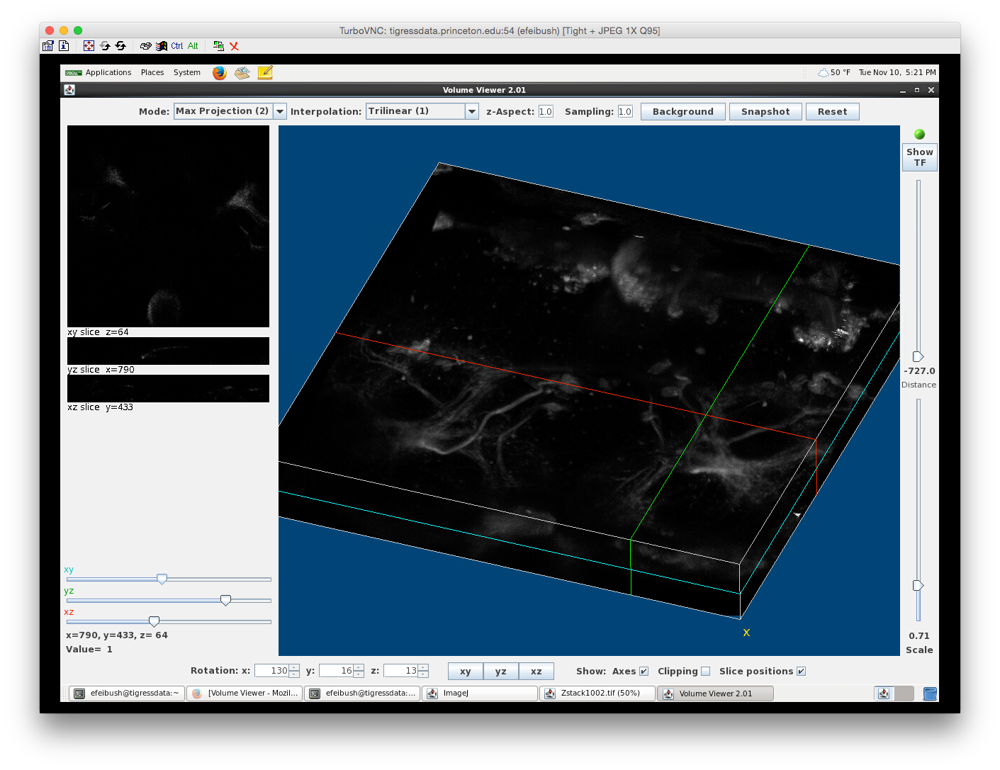 TurboVNC: tigressdata.princeton.edu:54 (efeibush) [Tight + JPEG 1X Q95]
Ctrl Alt
Applications Places System 50 °F Tue Nov 10, 5:21 PM
Volume Viewer 2.01
Mode: Max Projection (2) Interpolation: Trilinear (1) z-Aspect: 1.0 Sampling: 1.0 Background Snapshot Reset
Show
TF
xy slice z=64
yz slice x=790
xz slice y=433
-727.0
Distance
xy
yz
xz
x=790, y=433, z= 64
Value= 1
x
0.71
Scale
Rotation: x: 130 y: 16 z: 13 xy yz xz Show: Axes Clipping Slice positions
efeibush@tigressdata:~ [Volume Viewer - Mozil... efeibush@tigressdata:... ImageJ Zstack1002.tif (50%) Volume Viewer 2.01